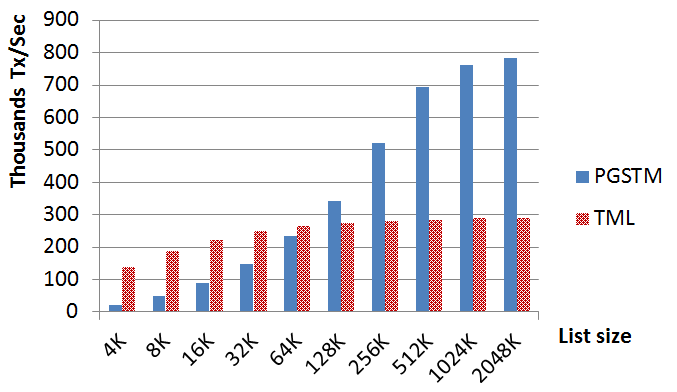 Thousands Tx/Sec
900
800
700
600
500
400
300
200
100
0
4K
8K
16K
32K
64K
128K
256K
512K
1024K
2048K
List size
PGSTM
TML